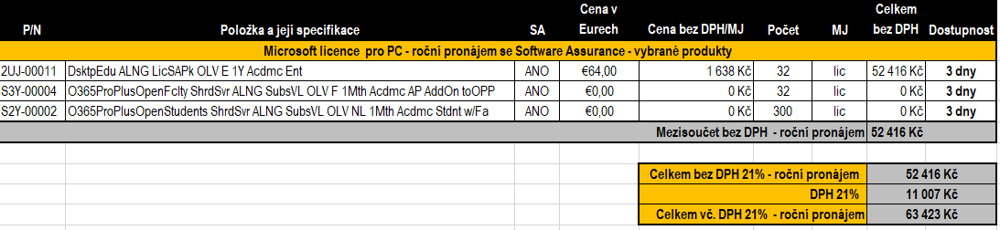 P/N Položka a její specifikace SA Cena v Eurech Cena bez DPH/MJ Počet MJ Celkem bez DPH Dostupnost
Microsoft licence pro PC - roční pronájem se Software Assurance - vybrané produkty
2UJ-00011 DsktpEdu ALNG LicSAPk OLV E 1Y Acdmc Ent ANO €64,00 1 638 Kč 32 lic 52 416 Kč 3 dny
S3Y-00004 O365ProPlusOpenFclty ShrdSvr ALNG SubsVL OLV F 1Mth Acdmc AP AddOn toOPP ANO €0,00 0 Kč 32 lic 0 Kč 3 dny
S2Y-00002 O365ProPlusOpenStudents ShrdSvr ALNG SubsVL OLV NL 1Mth Acdmc Stdnt w/Fa ANO €0,00 0 Kč 300 lic 0 Kč 3 dny
Mezisoučet bez DPH - roční pronájem 52 416 Kč
Celkem bez DPH 21% - roční pronájem 52 416 Kč
DPH 21% 11 007 Kč
Celkem vč. DPH 21% - roční pronájem 63 423 Kč